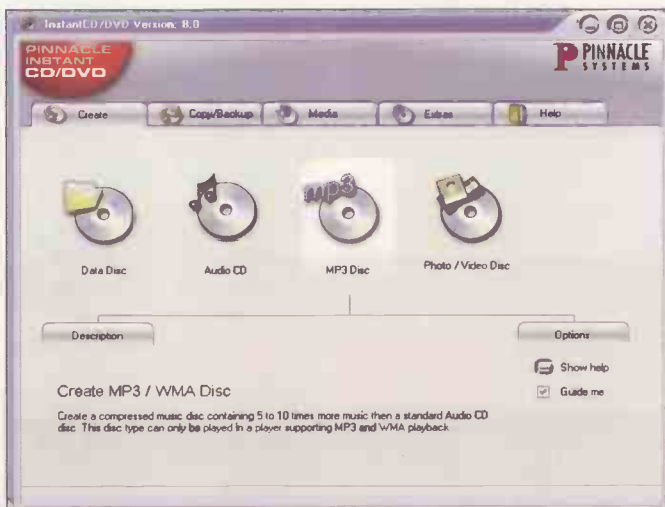 InstantCD/DVD Version: 8.0
PINNACLE
INSTANT
CD/DVD
PINNACLE
SYSTEMS
Create
Copy/Backup
Media
Extras
Help
mp3
Data Disc
Audio CD
MP3 Disc
Photo / Video Disc
Description
Options
Show help
Guide me
Create MP3 / WMA Disc
Create a compressed music disc containing 5 to 10 times more music then a standard Audio CD
disc. This disc type can only be played in a player supporting MP3 and WMA playback